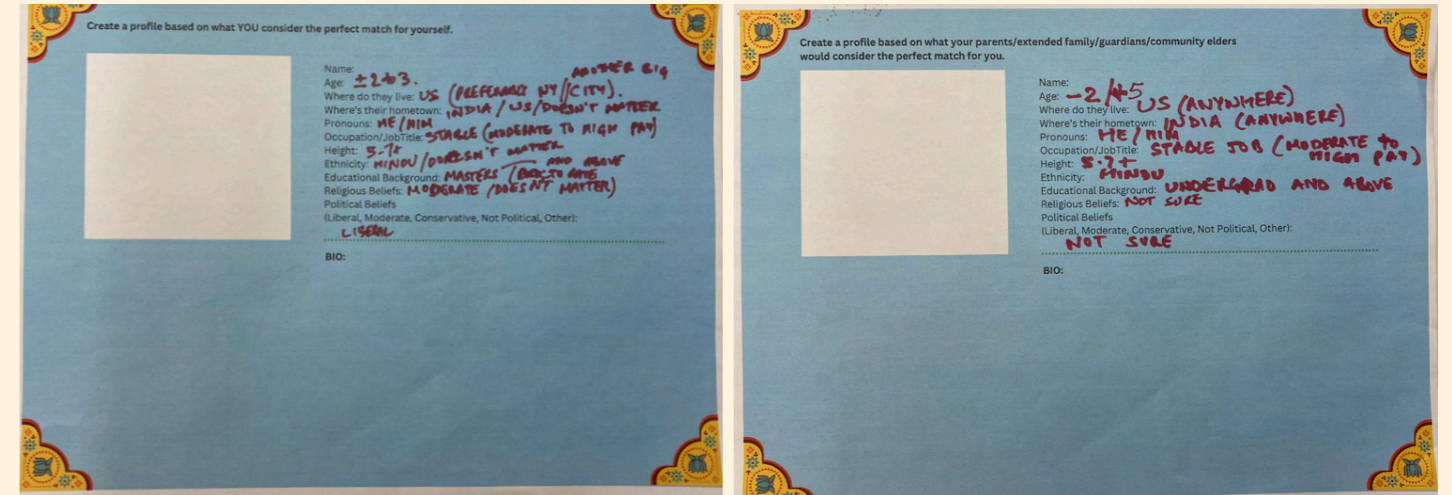 Create a profile based on what YOU consider the perfect match for yourself.
Name:
Age: ±2to3.
ANOTHER BIG
Where do they live: US (PREFERABLY NY//CITY).
Where's their hometown: INDIA / US/DOESN'T MATTER
Pronouns: HE/HIM
Occupation/JobTitle: STABLE (MODERATE TO HIGH PAY)
Height: 5-7+
Ethnicity: HINDU /DOESN'T MATTER
Educational Background: MASTERS AND ABOVE
Religious Beliefs: MODERATE (DOESN'T MATTER)
Political Beliefs
(Liberal, Moderate, Conservative, Not Political, Other):
LIBERAL
BIO:
Create a profile based on what your parents/extended family/guardians/community elders
would consider the perfect match for you.
Name:
Age: -2/+5
Where do they live: US (ANYWHERE)
Where's their hometown: INDIA (ANYWHERE)
Pronouns: HE/HIM
Occupation/JobTitle: STABLE JOB (MODERATE TO
HIGH PAY)
Height: 5-7+
Ethnicity: HINDU
Educational Background: UNDERGRAD AND ABOVE
Religious Beliefs: NOT SURE
Political Beliefs
(Liberal, Moderate, Conservative, Not Political, Other):
NOT SURE
BIO: